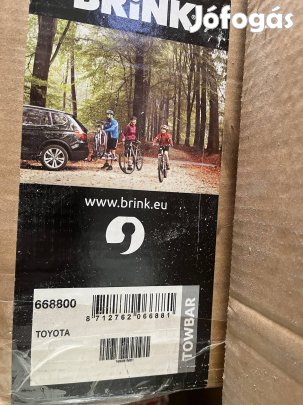 Jófogás
BRINK
www.brink.eu
668800
8 712762 066881
TOYOTA
TOWBAR